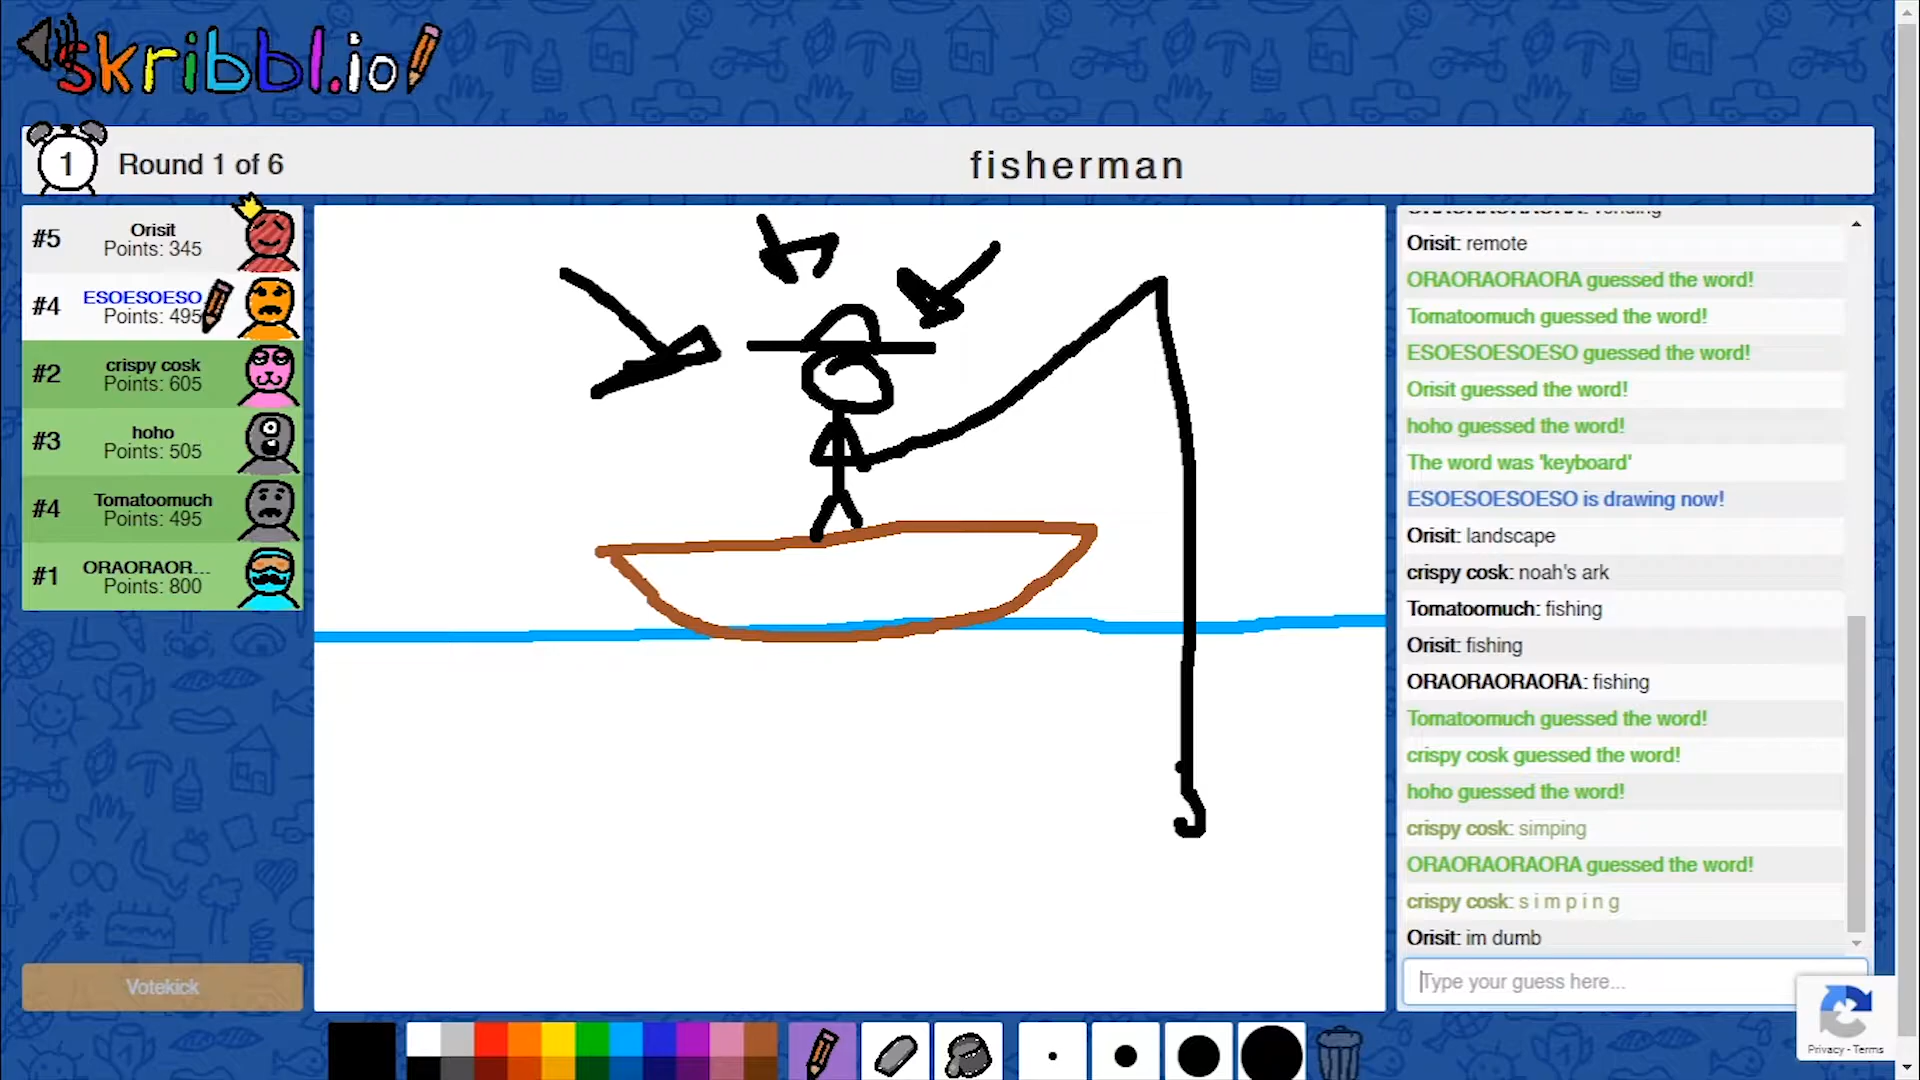 skribbl.io
1
Round 1 of 6
fisherman
#5
Orisit
Points: 345
#4
ESOESOESO
Points: 495
#2
crispy cosk
Points: 605
#3
hoho
Points: 505
#4
Tomatoomuch
Points: 495
#1
ORAORAOR...
Points: 800
Votekick
Orisit: remote
ORAORAORAORA guessed the word!
Tomatoomuch guessed the word!
ESOESOESOESO guessed the word!
Orisit guessed the word!
hoho guessed the word!
The word was 'keyboard'
ESOESOESOESO is drawing now!
Orisit: landscape
crispy cosk: noah's ark
Tomatoomuch: fishing
Orisit: fishing
ORAORAORAORA: fishing
Tomatoomuch guessed the word!
crispy cosk guessed the word!
hoho guessed the word!
crispy cosk: simping
ORAORAORAORA guessed the word!
crispy cosk: s i m p i n g
Orisit: im dumb
Type your guess here...
Privacy - Terms